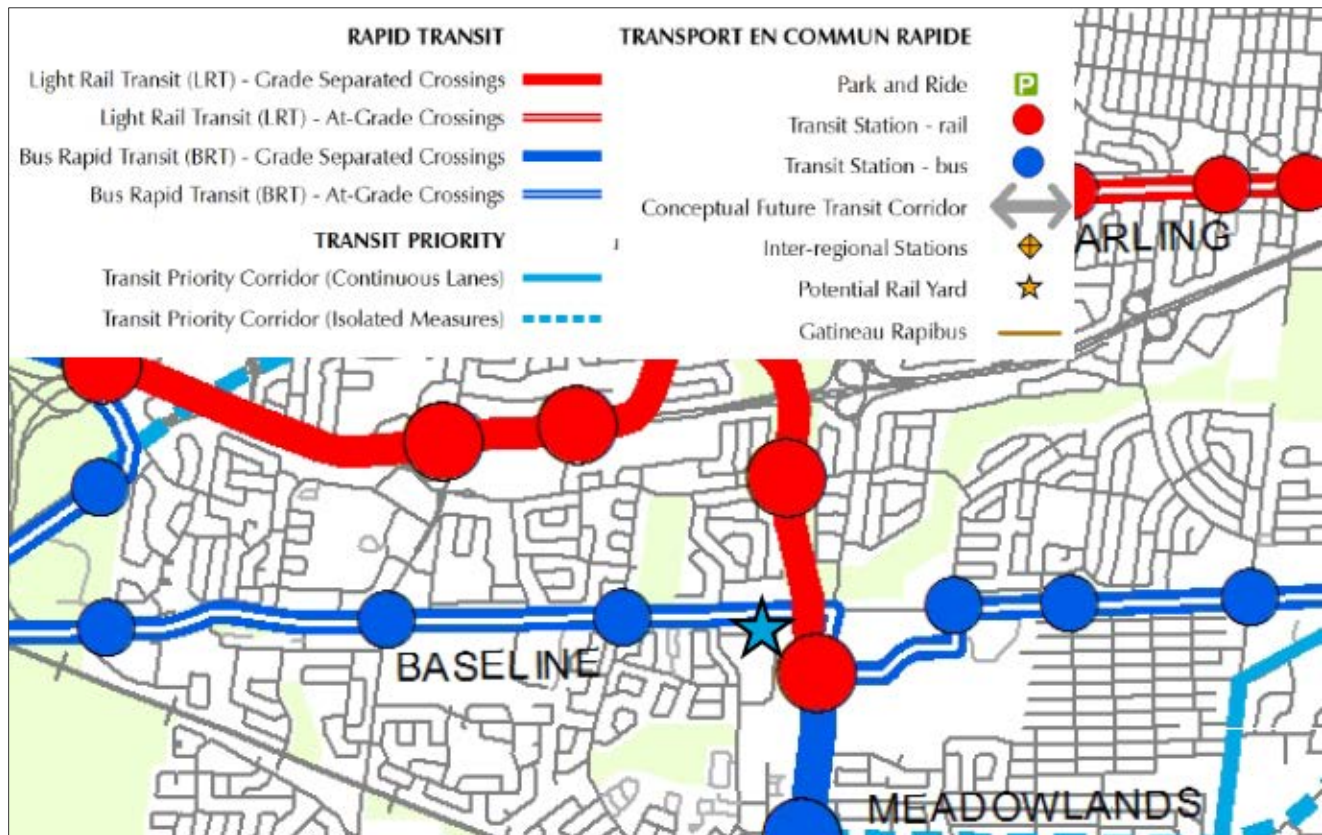 RAPID TRANSIT
Light Rail Transit (LRT) - Grade Separated Crossings
Light Rail Transit (LRT) - At-Grade Crossings
Bus Rapid Transit (BRT) - Grade Separated Crossings
Bus Rapid Transit (BRT) - At-Grade Crossings
TRANSIT PRIORITY
Transit Priority Corridor (Continuous Lanes)
Transit Priority Corridor (Isolated Measures)
TRANSPORT EN COMMUN RAPIDE
Park and Ride P
Transit Station - rail
Transit Station - bus
Conceptual Future Transit Corridor
Inter-regional Stations
Potential Rail Yard
Gatineau Rapibus
ARLING
BASELINE
MEADOWLANDS